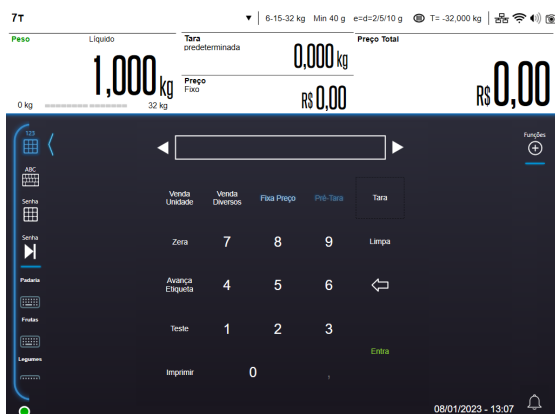 7T
6-15-32 kg Min 40 g e=d=2/5/10 g T= -32,000 kg
Peso Líquido
1,000 kg
0 kg 32 kg
Tara
predeterminada
0,000 kg
Preço
Fixo
R$ 0,00
Preço Total
R$ 0,00
123
ABC
Senha
Senha
Padaria
Frutas
Legumes
Funções
Venda Unidade
Venda Diversos
Fixa Preço
Pré-Tara
Tara
Zera 7 8 9 Limpa
Avança Etiqueta 4 5 6
Teste 1 2 3
Entra
Imprimir 0 ,
08/01/2023 - 13:07